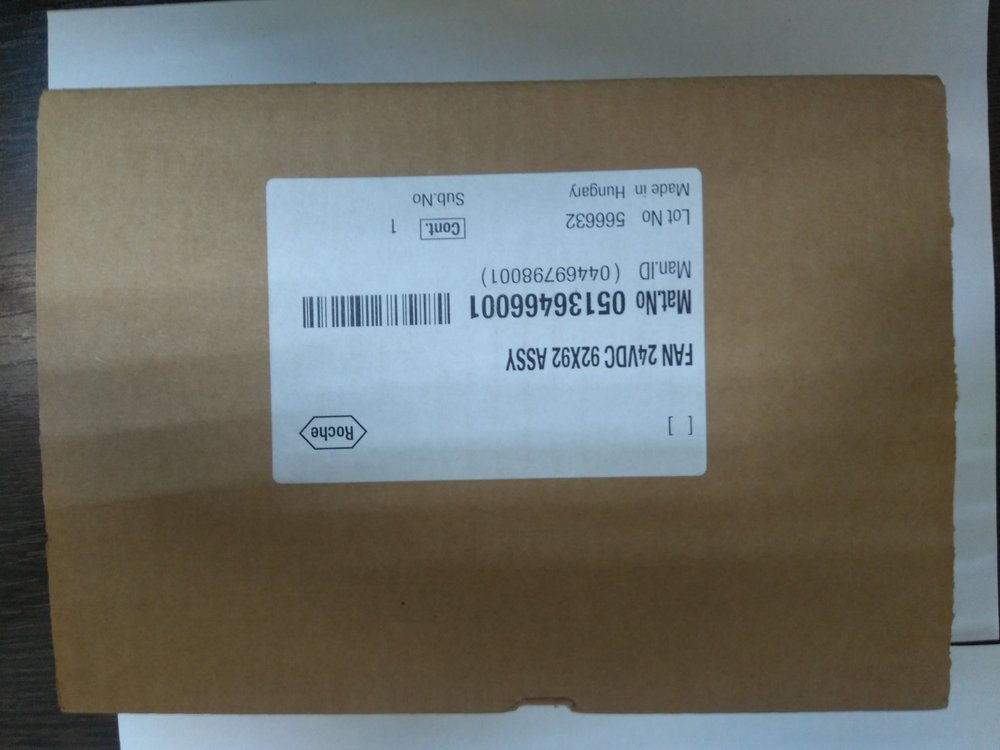 [ ]
Roche
FAN 24VDC 92X92 ASSY
Mat.No 05136466001
Man.ID (04469798001)
Lot No 566632 Cont. 1
Made in Hungary Sub.No